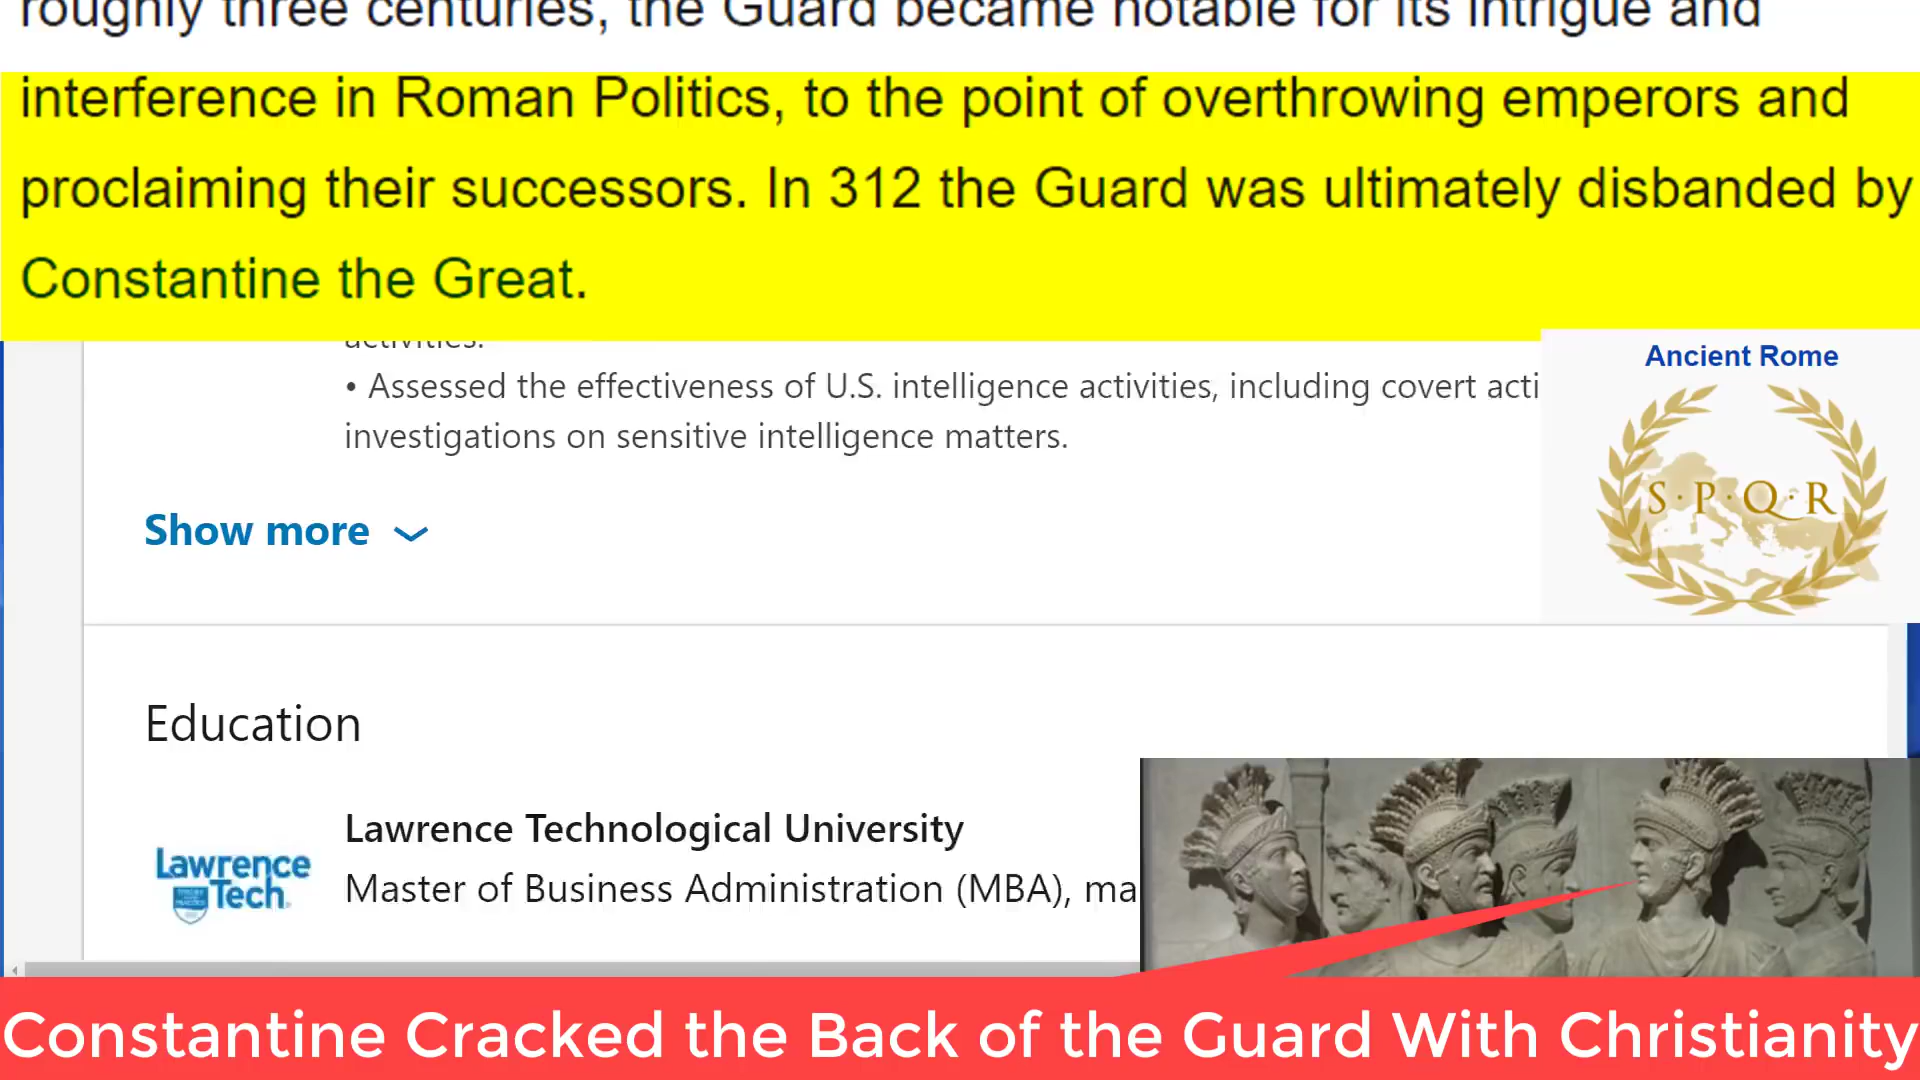 roughly three centuries, the Guard became notable for its intrigue and
interference in Roman Politics, to the point of overthrowing emperors and
proclaiming their successors. In 312 the Guard was ultimately disbanded by
Constantine the Great.
activities.
• Assessed the effectiveness of U.S. intelligence activities, including covert acti
investigations on sensitive intelligence matters.
Ancient Rome
S·P·Q·R
Show more
Education
Lawrence Technological University
Lawrence
Tech
Master of Business Administration (MBA), ma
Constantine Cracked the Back of the Guard With Christianity